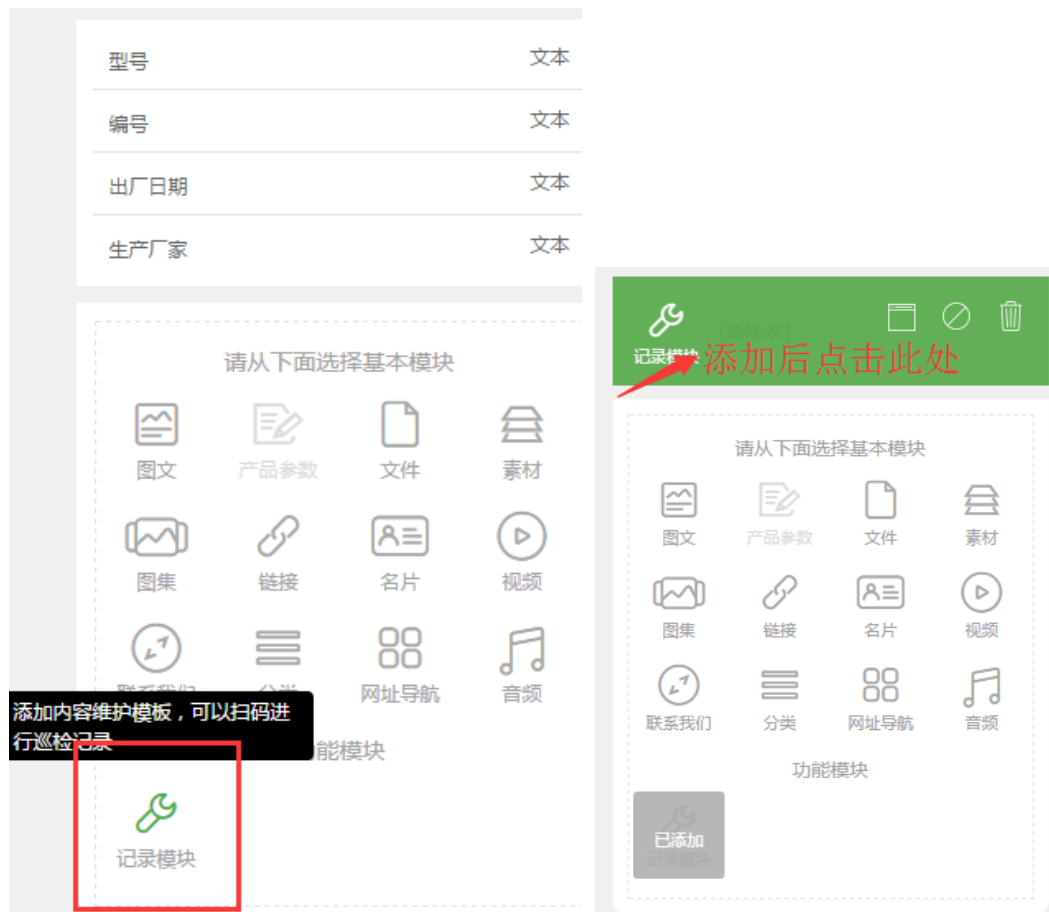 型号 文本
编号 文本
出厂日期 文本
生产厂家 文本
请从下面选择基本模块
图文 产品参数 文件 素材
图集 链接 名片 视频
网址导航 音频
添加内容维护模板，可以扫码进
行巡检记录
能模块
记录模块
(请修改)
记录模块
添加后点击此处
请从下面选择基本模块
图文 产品参数 文件 素材
图集 链接 名片 视频
联系我们 分类 网址导航 音频
功能模块
已添加
记录模块